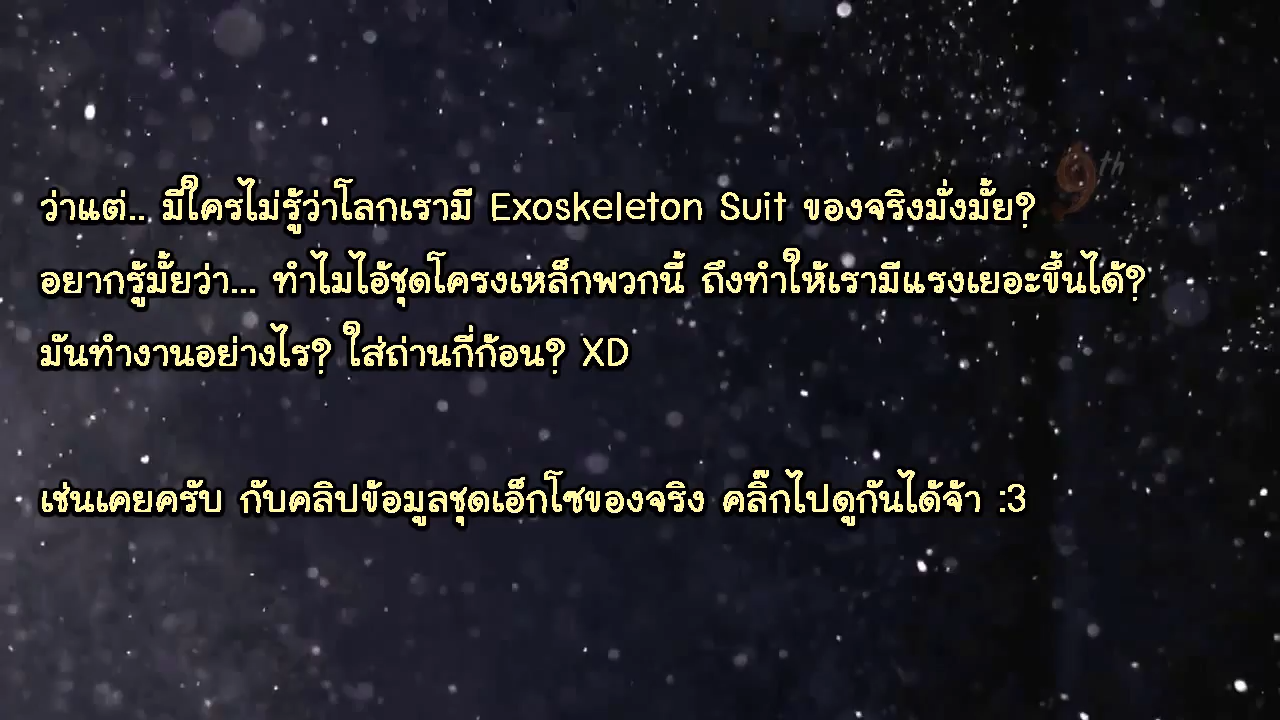 ว่าแต่.. มีใครไม่รู้ว่าโลกเรามี Exoskeleton Suit ของจริงมั่งมั้ย?
9th
อยากรู้มั้ยว่า... ทำไมไอ้ชุดโครงเหล็กพวกนี้ ถึงทำให้เรามีแรงเยอะขึ้นได้?
มันทำงานอย่างไร? ใส่ถ่านกี่ก้อน? XD
เช่นเคยครับ กับคลิปข้อมูลชุดเอ็กโซของจริง คลิ๊กไปดูกันได้จ้า :3